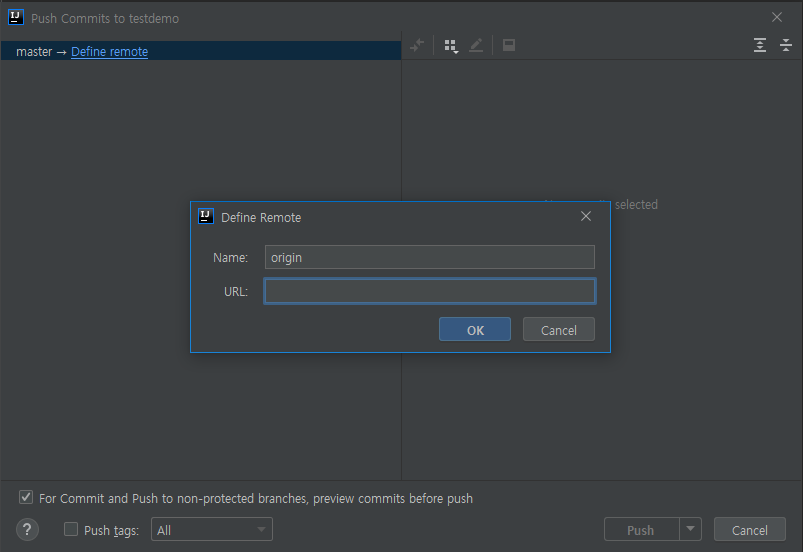 Push Commits to testdemo
master → Define remote
selected
Define Remote
Name: origin
URL:
OK Cancel
For Commit and Push to non-protected branches, preview commits before push
? Push tags: All Push Cancel